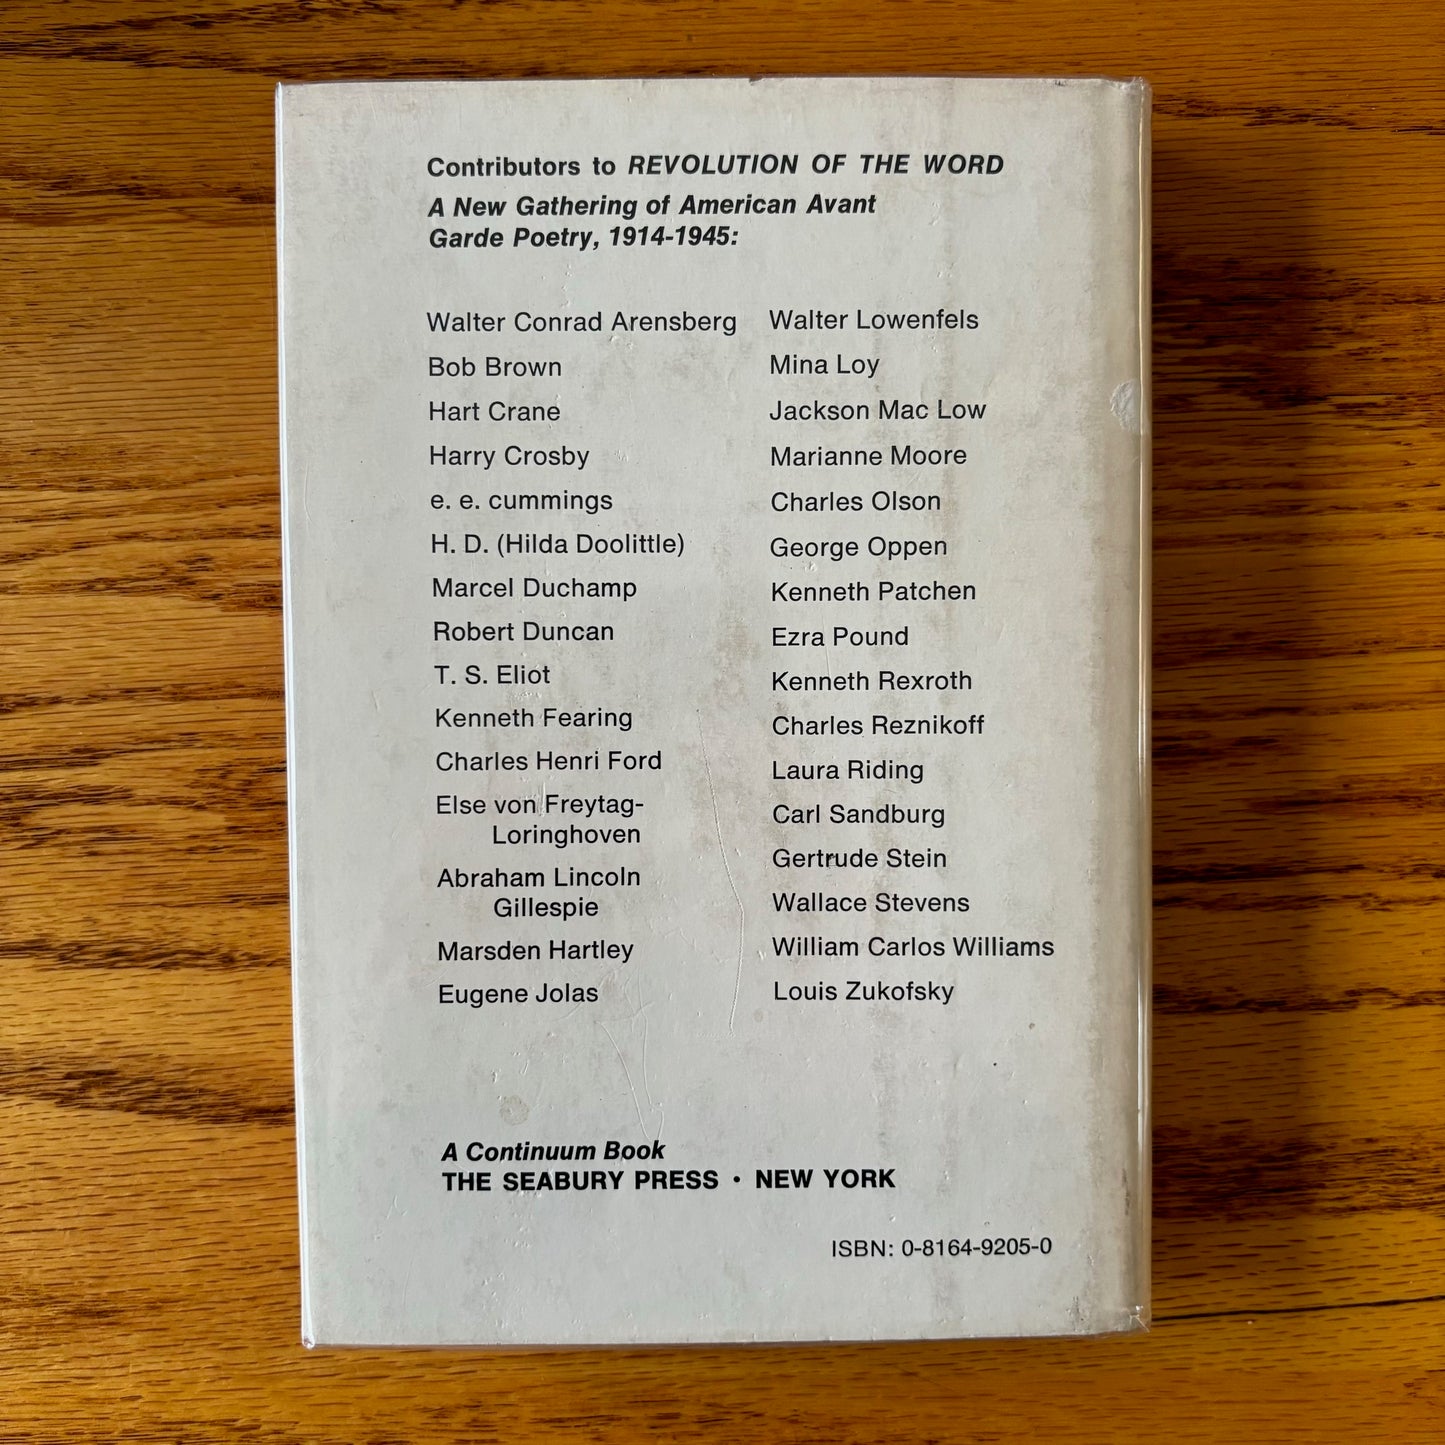 Contributors to REVOLUTION OF THE WORD
A New Gathering of American Avant
Garde Poetry, 1914-1945:
Walter Conrad Arensberg
Bob Brown
Hart Crane
Harry Crosby
e. e. cummings
H. D. (Hilda Doolittle)
Marcel Duchamp
Robert Duncan
T. S. Eliot
Kenneth Fearing
Charles Henri Ford
Else von Freytag-
Loringhoven
Abraham Lincoln
Gillespie
Marsden Hartley
Eugene Jolas
Walter Lowenfels
Mina Loy
Jackson Mac Low
Marianne Moore
Charles Olson
George Oppen
Kenneth Patchen
Ezra Pound
Kenneth Rexroth
Charles Reznikoff
Laura Riding
Carl Sandburg
Gertrude Stein
Wallace Stevens
William Carlos Williams
Louis Zukofsky
A Continuum Book
THE SEABURY PRESS • NEW YORK
ISBN: 0-8164-9205-0